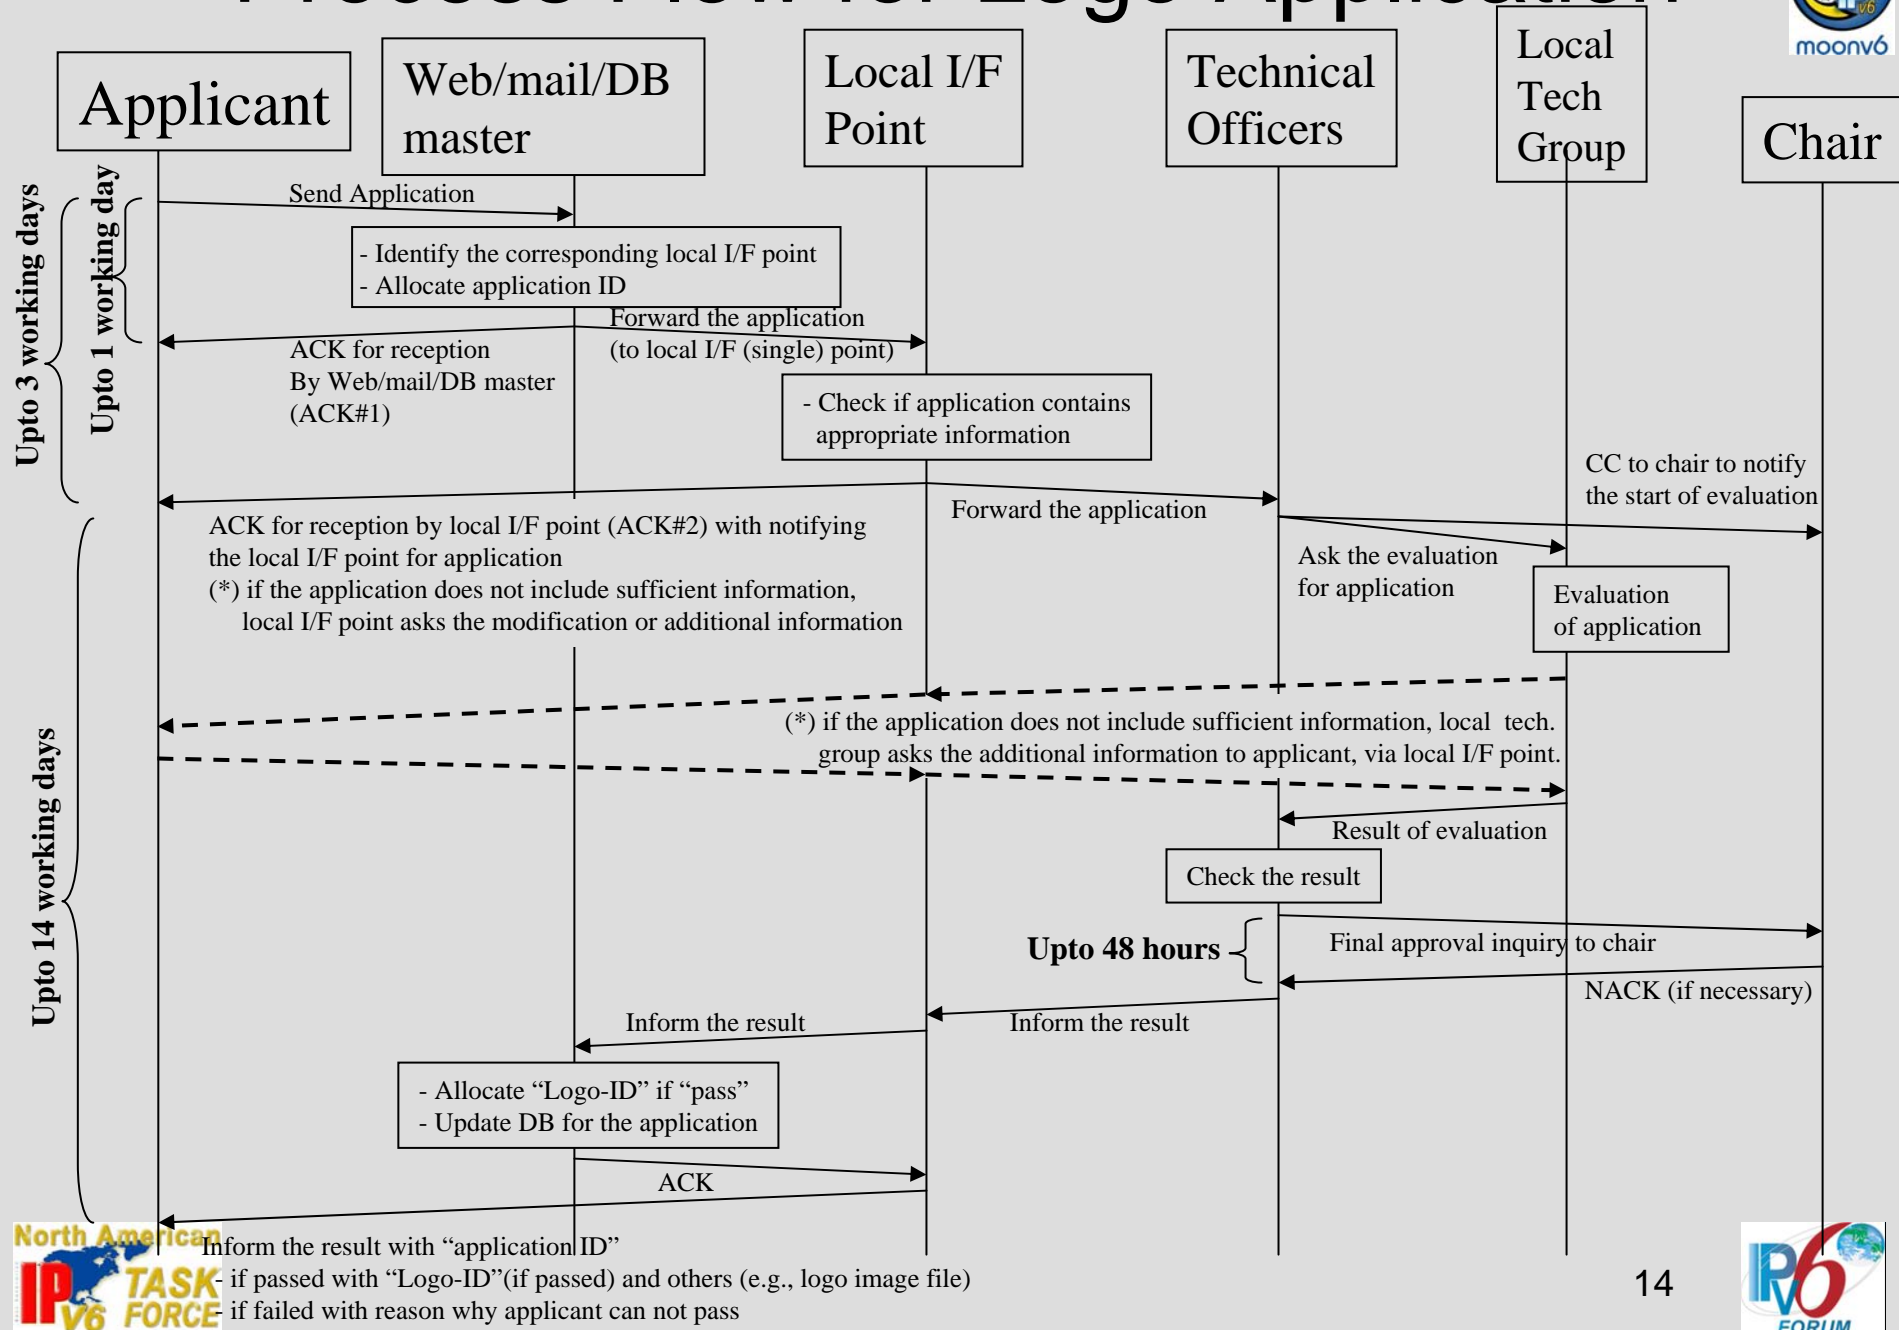 Process Flow for Logo Application
moonv6
Applicant
Web/mail/DB
master
Local I/F
Point
Technical
Officers
Local
Tech
Group
Chair
Upto 3 working days
Upto 1 working day
Send Application
- Identify the corresponding local I/F point
- Allocate application ID
Forward the application
(to local I/F (single) point)
ACK for reception
By Web/mail/DB master
(ACK#1)
- Check if application contains
appropriate information
CC to chair to notify
the start of evaluation
Forward the application
ACK for reception by local I/F point (ACK#2) with notifying
the local I/F point for application
(*) if the application does not include sufficient information,
local I/F point asks the modification or additional information
Ask the evaluation
for application
Evaluation
of application
Upto 14 working days
(*) if the application does not include sufficient information, local tech.
group asks the additional information to applicant, via local I/F point.
Result of evaluation
Check the result
Upto 48 hours
Final approval inquiry to chair
NACK (if necessary)
Inform the result
Inform the result
- Allocate “Logo-ID” if “pass”
- Update DB for the application
ACK
Inform the result with “application ID”
- if passed with “Logo-ID”(if passed) and others (e.g., logo image file)
- if failed with reason why applicant can not pass
North American
IPv6 TASK
FORCE
14
IPv6
FORUM